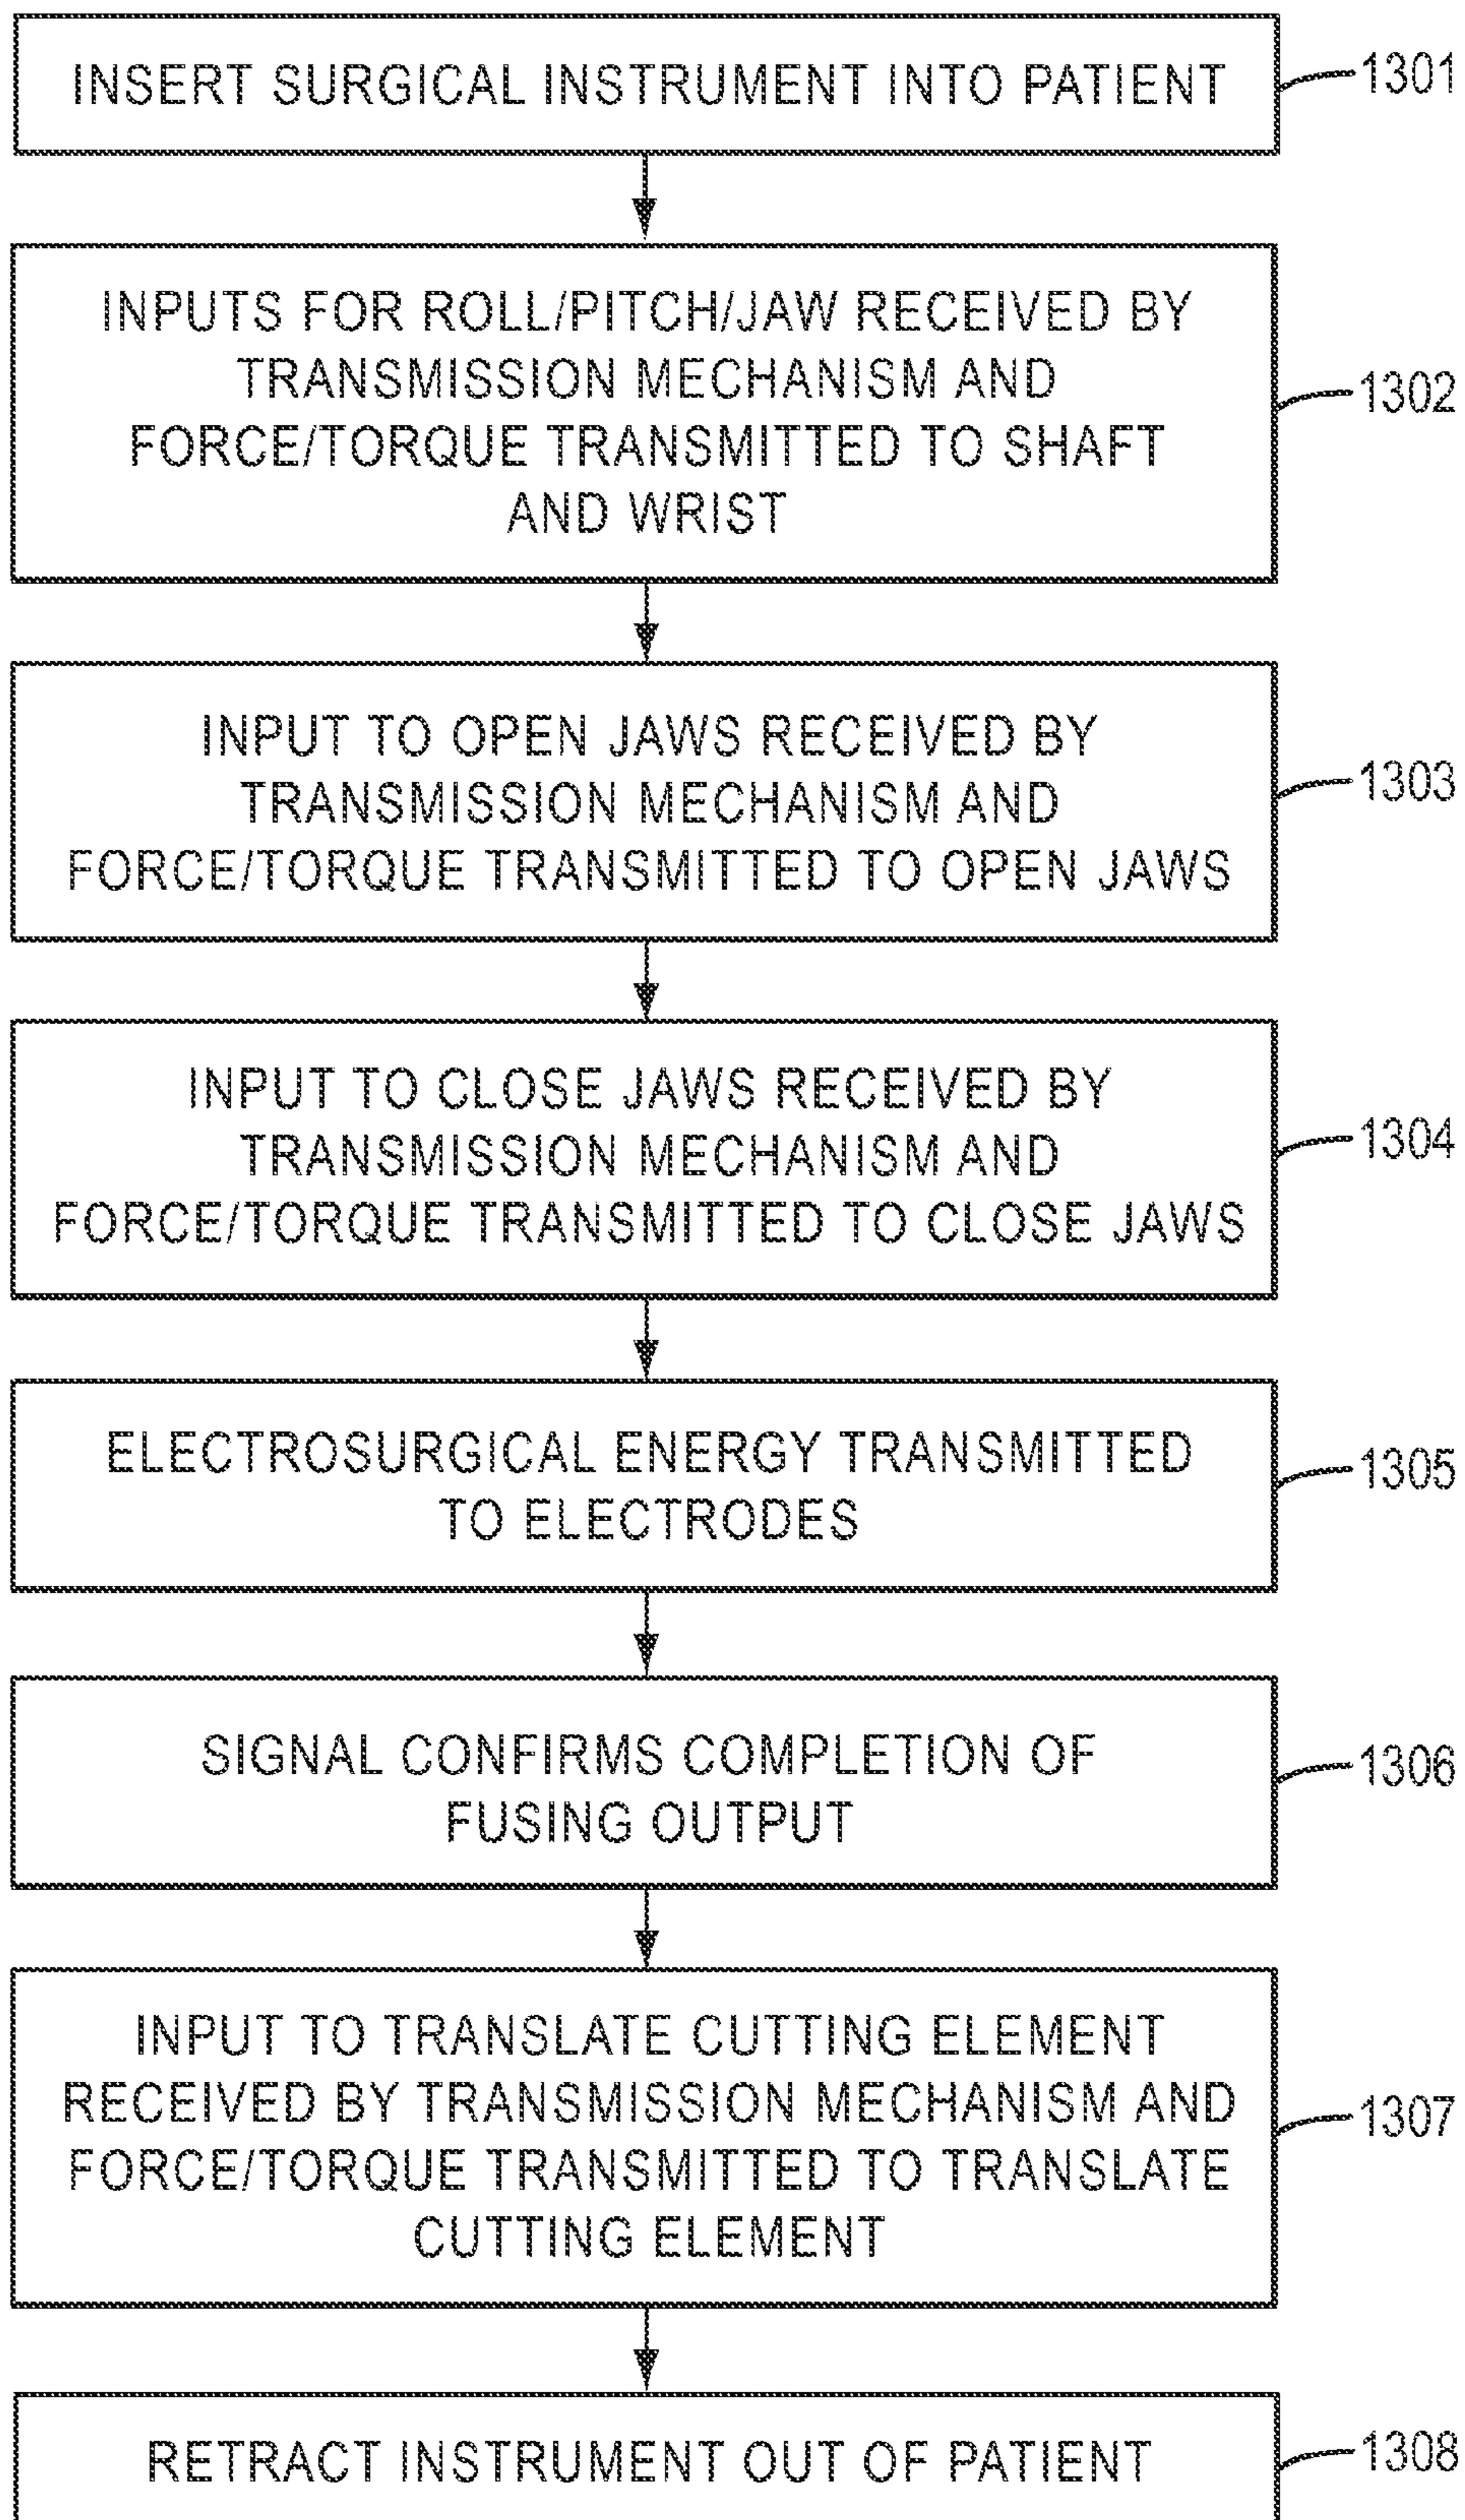 INSERT SURGICAL INSTRUMENT INTO PATIENT
1301
INPUTS FOR ROLL/PITCH/JAW RECEIVED BY
TRANSMISSION MECHANISM AND
FORCE/TORQUE TRANSMITTED TO SHAFT
AND WRIST
1302
INPUT TO OPEN JAWS RECEIVED BY
TRANSMISSION MECHANISM AND
FORCE/TORQUE TRANSMITTED TO OPEN JAWS
1303
INPUT TO CLOSE JAWS RECEIVED BY
TRANSMISSION MECHANISM AND
FORCE/TORQUE TRANSMITTED TO CLOSE JAWS
1304
ELECTROSURGICAL ENERGY TRANSMITTED
TO ELECTRODES
1305
SIGNAL CONFIRMS COMPLETION OF
FUSING OUTPUT
1306
INPUT TO TRANSLATE CUTTING ELEMENT
RECEIVED BY TRANSMISSION MECHANISM AND
FORCE/TORQUE TRANSMITTED TO TRANSLATE
CUTTING ELEMENT
1307
RETRACT INSTRUMENT OUT OF PATIENT
1308